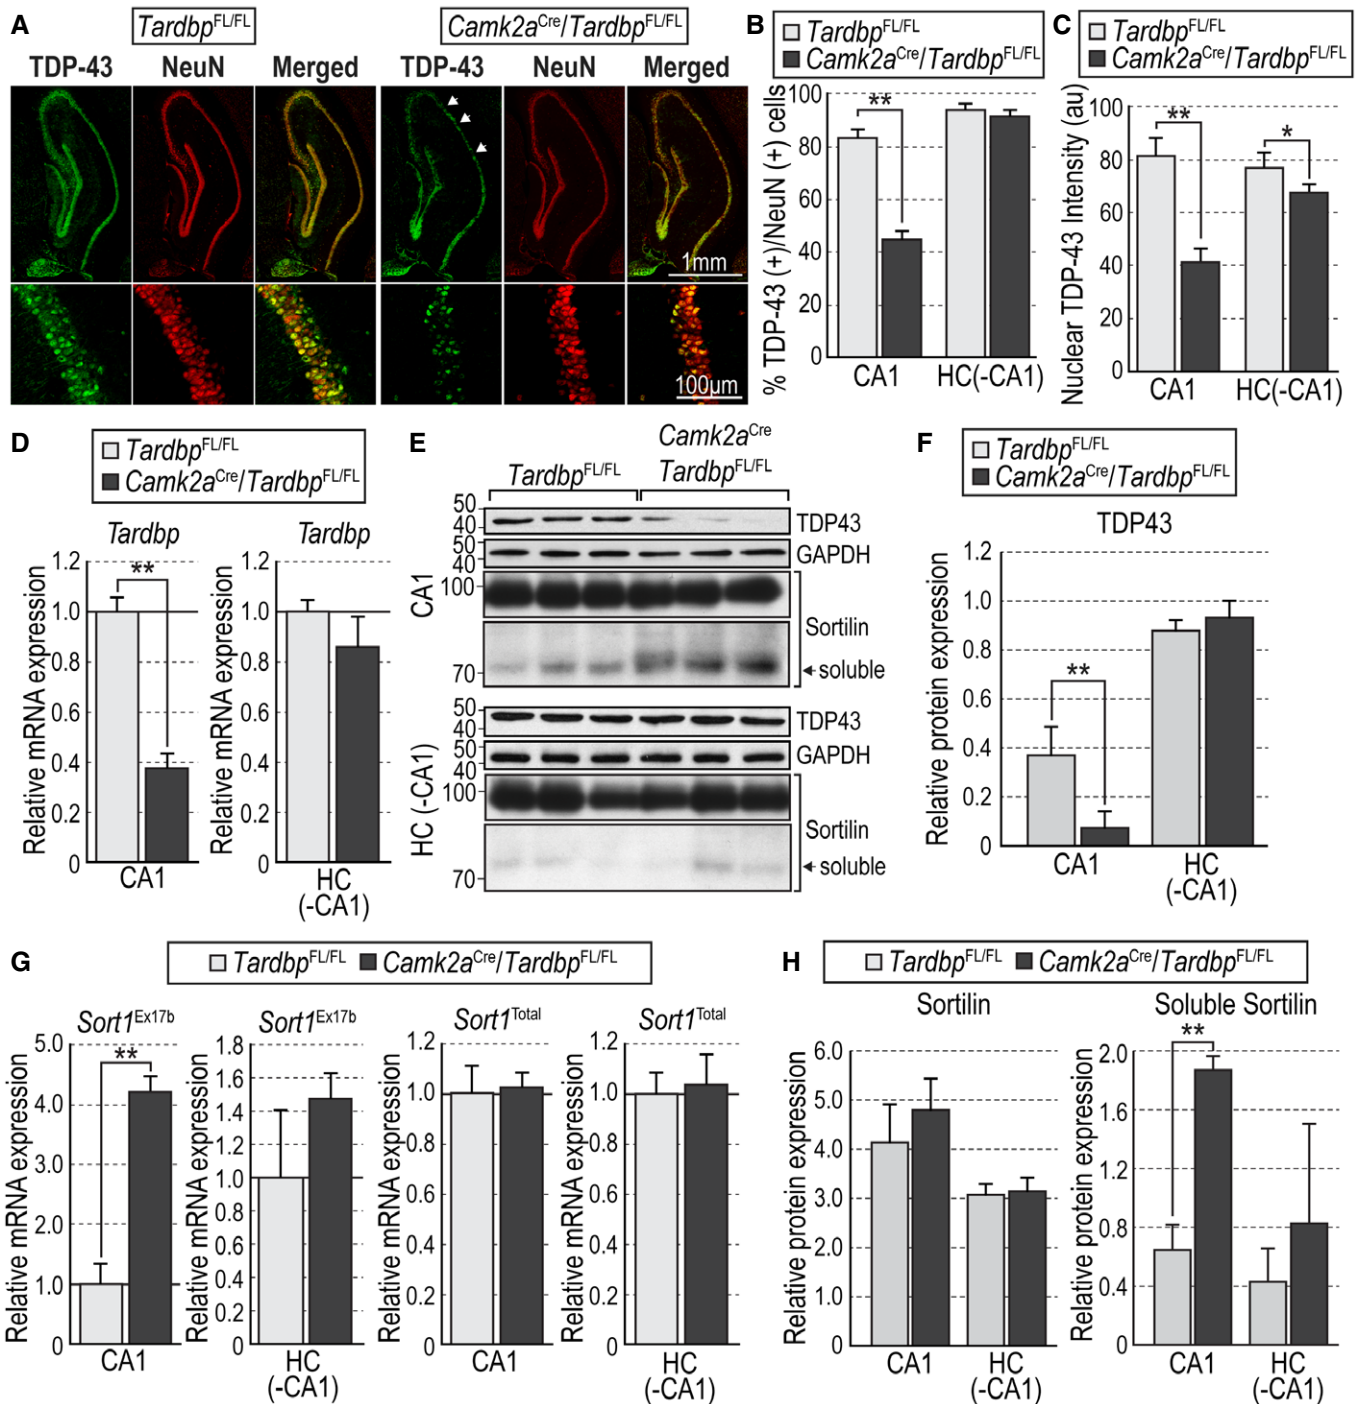 A
Tardbp^FL/FL
Camk2a^Cre/Tardbp^FL/FL
TDP-43 NeuN Merged TDP-43 NeuN Merged
1mm
100µm
B
Tardbp^FL/FL
Camk2a^Cre/Tardbp^FL/FL
% TDP-43 (+)/NeuN (+) cells
100
80
60
40
20
0
**
CA1 HC(-CA1)
C
Tardbp^FL/FL
Camk2a^Cre/Tardbp^FL/FL
Nuclear TDP-43 Intensity (au)
100
80
60
40
20
0
** *
CA1 HC(-CA1)
D
Tardbp^FL/FL
Camk2a^Cre/Tardbp^FL/FL
Tardbp
Relative mRNA expression
1.2
1.0
0.8
0.6
0.4
0.2
0
**
CA1
Tardbp
Relative mRNA expression
1.2
1.0
0.8
0.6
0.4
0.2
0
HC
(-CA1)
E
Camk2a^Cre
Tardbp^FL/FL Tardbp^FL/FL
CA1
50
40
TDP43
50
40
GAPDH
100
Sortilin
70
soluble
HC (-CA1)
50
40
TDP43
50
40
GAPDH
100
Sortilin
70
soluble
F
Tardbp^FL/FL
Camk2a^Cre/Tardbp^FL/FL
TDP43
Relative protein expression
1.2
1.0
0.8
0.6
0.4
0.2
0
**
CA1 HC
(-CA1)
G
Tardbp^FL/FL Camk2a^Cre/Tardbp^FL/FL
Sort1^Ex17b
Relative mRNA expression
5.0
4.0
3.0
2.0
1.0
0
**
CA1
Sort1^Ex17b
Relative mRNA expression
1.8
1.6
1.4
1.2
1.0
0.8
0.6
0.4
0.2
0
HC
(-CA1)
Sort1^Total
Relative mRNA expression
1.2
1.0
0.8
0.6
0.4
0.2
0
CA1
Sort1^Total
Relative mRNA expression
1.2
1.0
0.8
0.6
0.4
0.2
0
HC
(-CA1)
H
Tardbp^FL/FL Camk2a^Cre/Tardbp^FL/FL
Sortilin
Relative protein expression
6.0
5.0
4.0
3.0
2.0
1.0
0
CA1 HC
(-CA1)
Soluble Sortilin
Relative protein expression
2.0
1.6
1.2
0.8
0.4
0
**
CA1 HC
(-CA1)